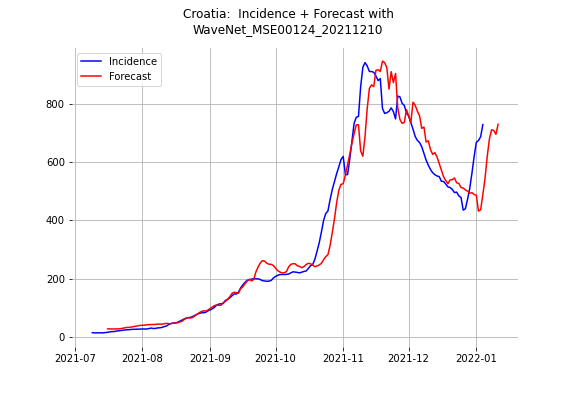 Croatia:  Incidence + Forecast with
WaveNet_MSE00124_20211210
Incidence
Forecast
800
600
400
200
0
2021-07 2021-08 2021-09 2021-10 2021-11 2021-12 2022-01